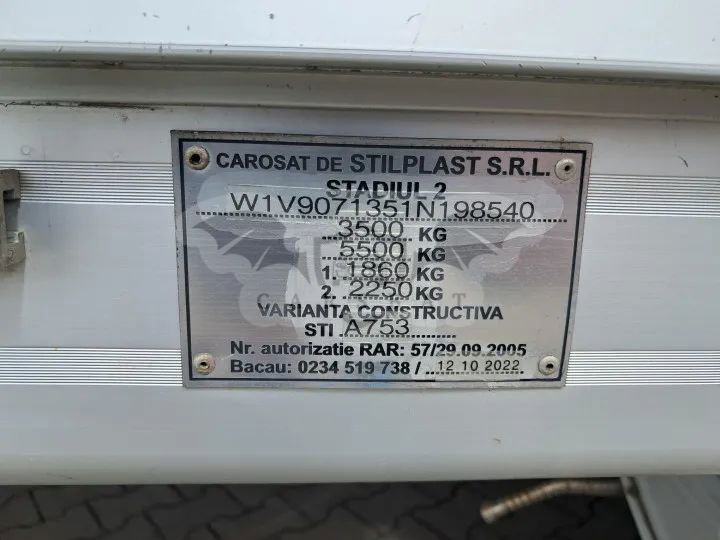 CAROSAT DE STILPLAST S.R.L.
STADIUL 2
W1V9071351N198540
3500 KG
5500 KG
1. 1860 KG
2. 2250 KG
VARIANTA CONSTRUCTIVA
STI A753
Nr. autorizatie RAR: 57/29.09.2005
Bacau: 0234 519 738 / 12 10 2022